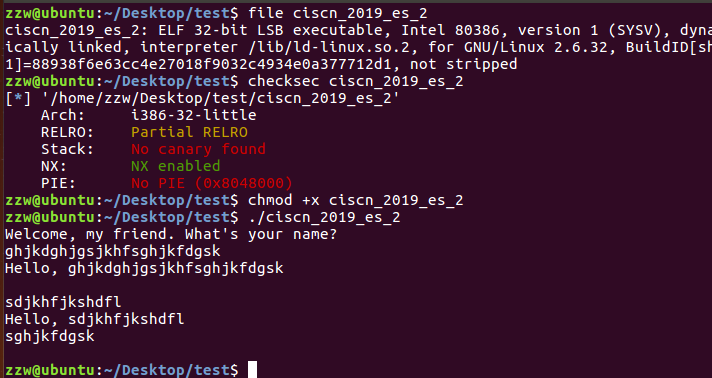 zzw@ubuntu:~/Desktop/test$ file ciscn_2019_es_2
ciscn_2019_es_2: ELF 32-bit LSB executable, Intel 80386, version 1 (SYSV), dyna
ically linked, interpreter /lib/ld-linux.so.2, for GNU/Linux 2.6.32, BuildID[sh
1]=88938f6e63cc4e27018f9032c4934e0a377712d1, not stripped
zzw@ubuntu:~/Desktop/test$ checksec ciscn_2019_es_2
[*] '/home/zzw/Desktop/test/ciscn_2019_es_2'
    Arch:     i386-32-little
    RELRO:    Partial RELRO
    Stack:    No canary found
    NX:       NX enabled
    PIE:      No PIE (0x8048000)
zzw@ubuntu:~/Desktop/test$ chmod +x ciscn_2019_es_2
zzw@ubuntu:~/Desktop/test$ ./ciscn_2019_es_2
Welcome, my friend. What's your name?
ghjkdghjgsjkhfsghjkfdgsk
Hello, ghjkdghjgsjkhfsghjkfdgsk
sdjkhfjkshdfl
Hello, sdjkhfjkshdfl
sghjkfdgsk
zzw@ubuntu:~/Desktop/test$